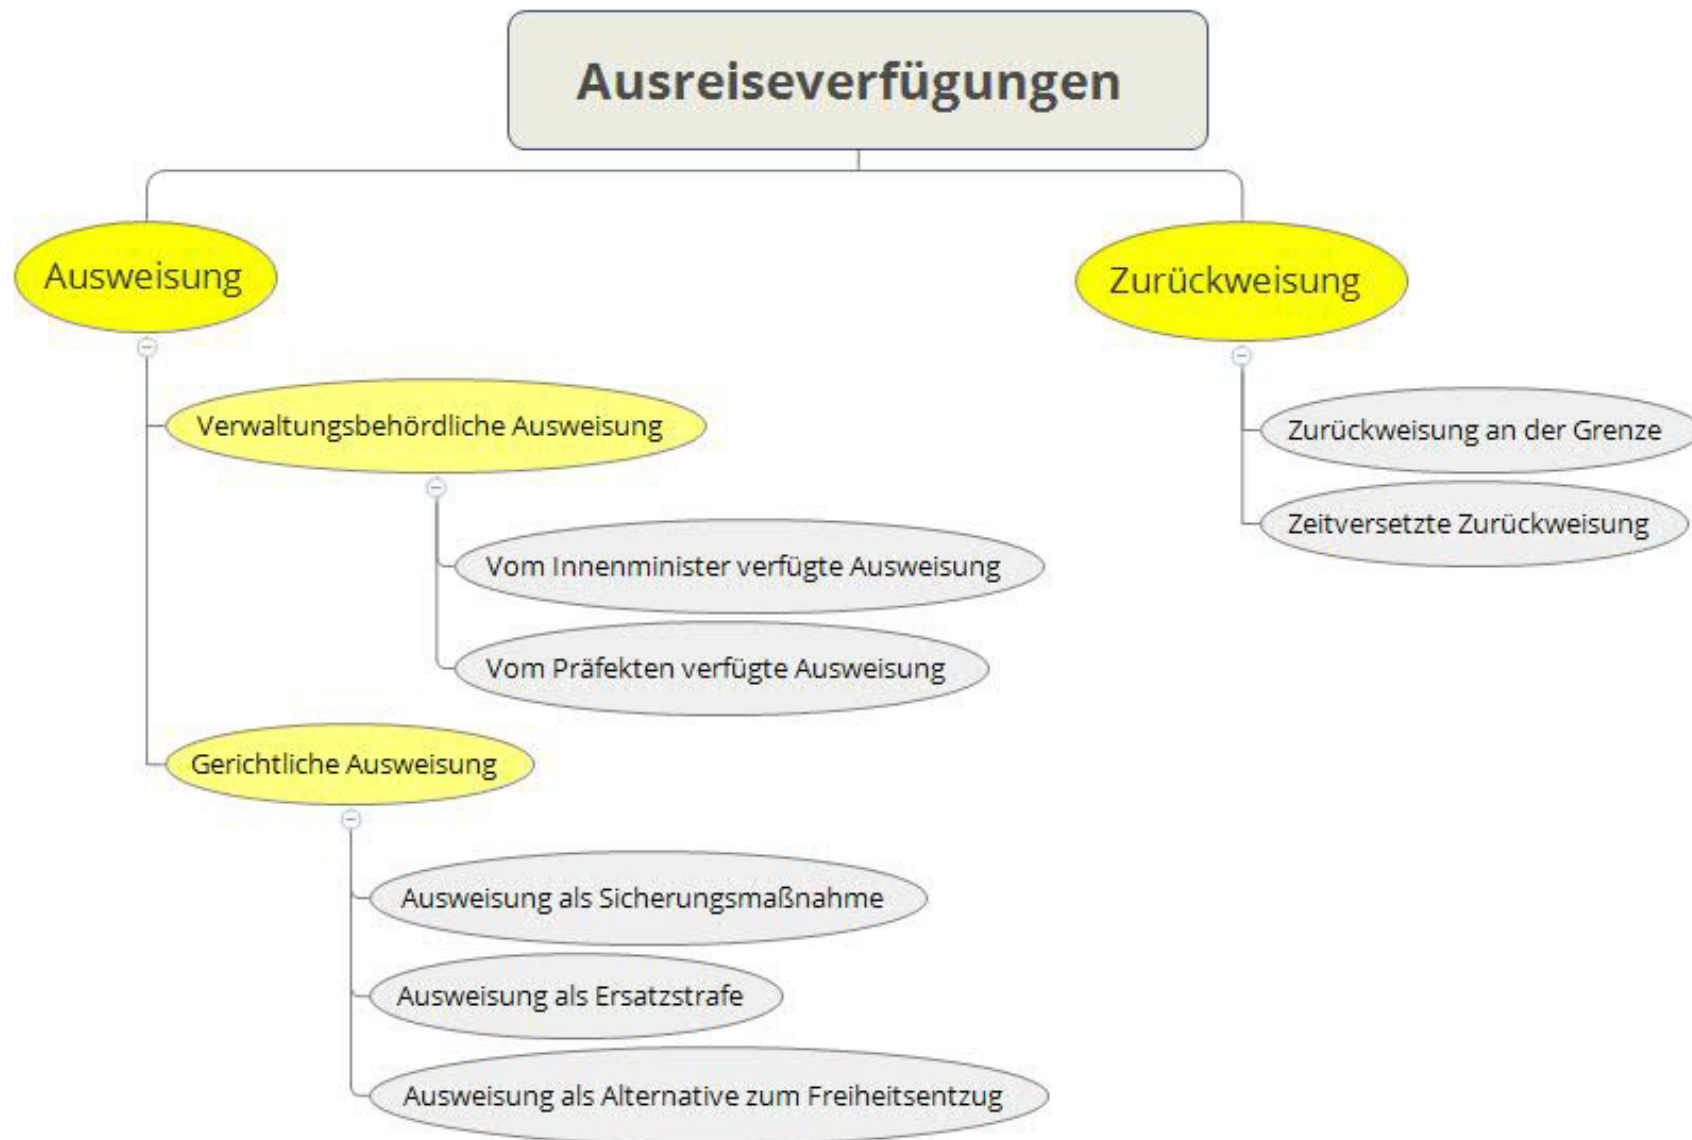 Ausreiseverfügungen
Ausweisung
Verwaltungsbehördliche Ausweisung
Vom Innenminister verfügte Ausweisung
Vom Präfekten verfügte Ausweisung
Gerichtliche Ausweisung
Ausweisung als Sicherungsmaßnahme
Ausweisung als Ersatzstrafe
Ausweisung als Alternative zum Freiheitsentzug
Zurückweisung
Zurückweisung an der Grenze
Zeitversetzte Zurückweisung